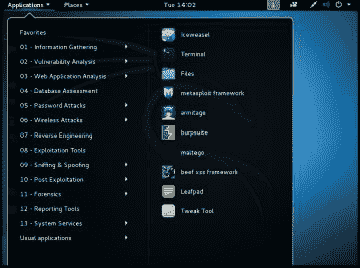 Applications Places Tue 14:02
Favorites
01 - Information Gathering
02 - Vulnerability Analysis
03 - Web Application Analysis
04 - Database Assessment
05 - Password Attacks
06 - Wireless Attacks
07 - Reverse Engineering
08 - Exploitation Tools
09 - Sniffing & Spoofing
10 - Post Exploitation
11 - Forensics
12 - Reporting Tools
13 - System Services
Usual applications
Iceweasel
Terminal
Files
metasploit framework
armitage
burpsuite
maltego
beef xss framework
Leafpad
Tweak Tool